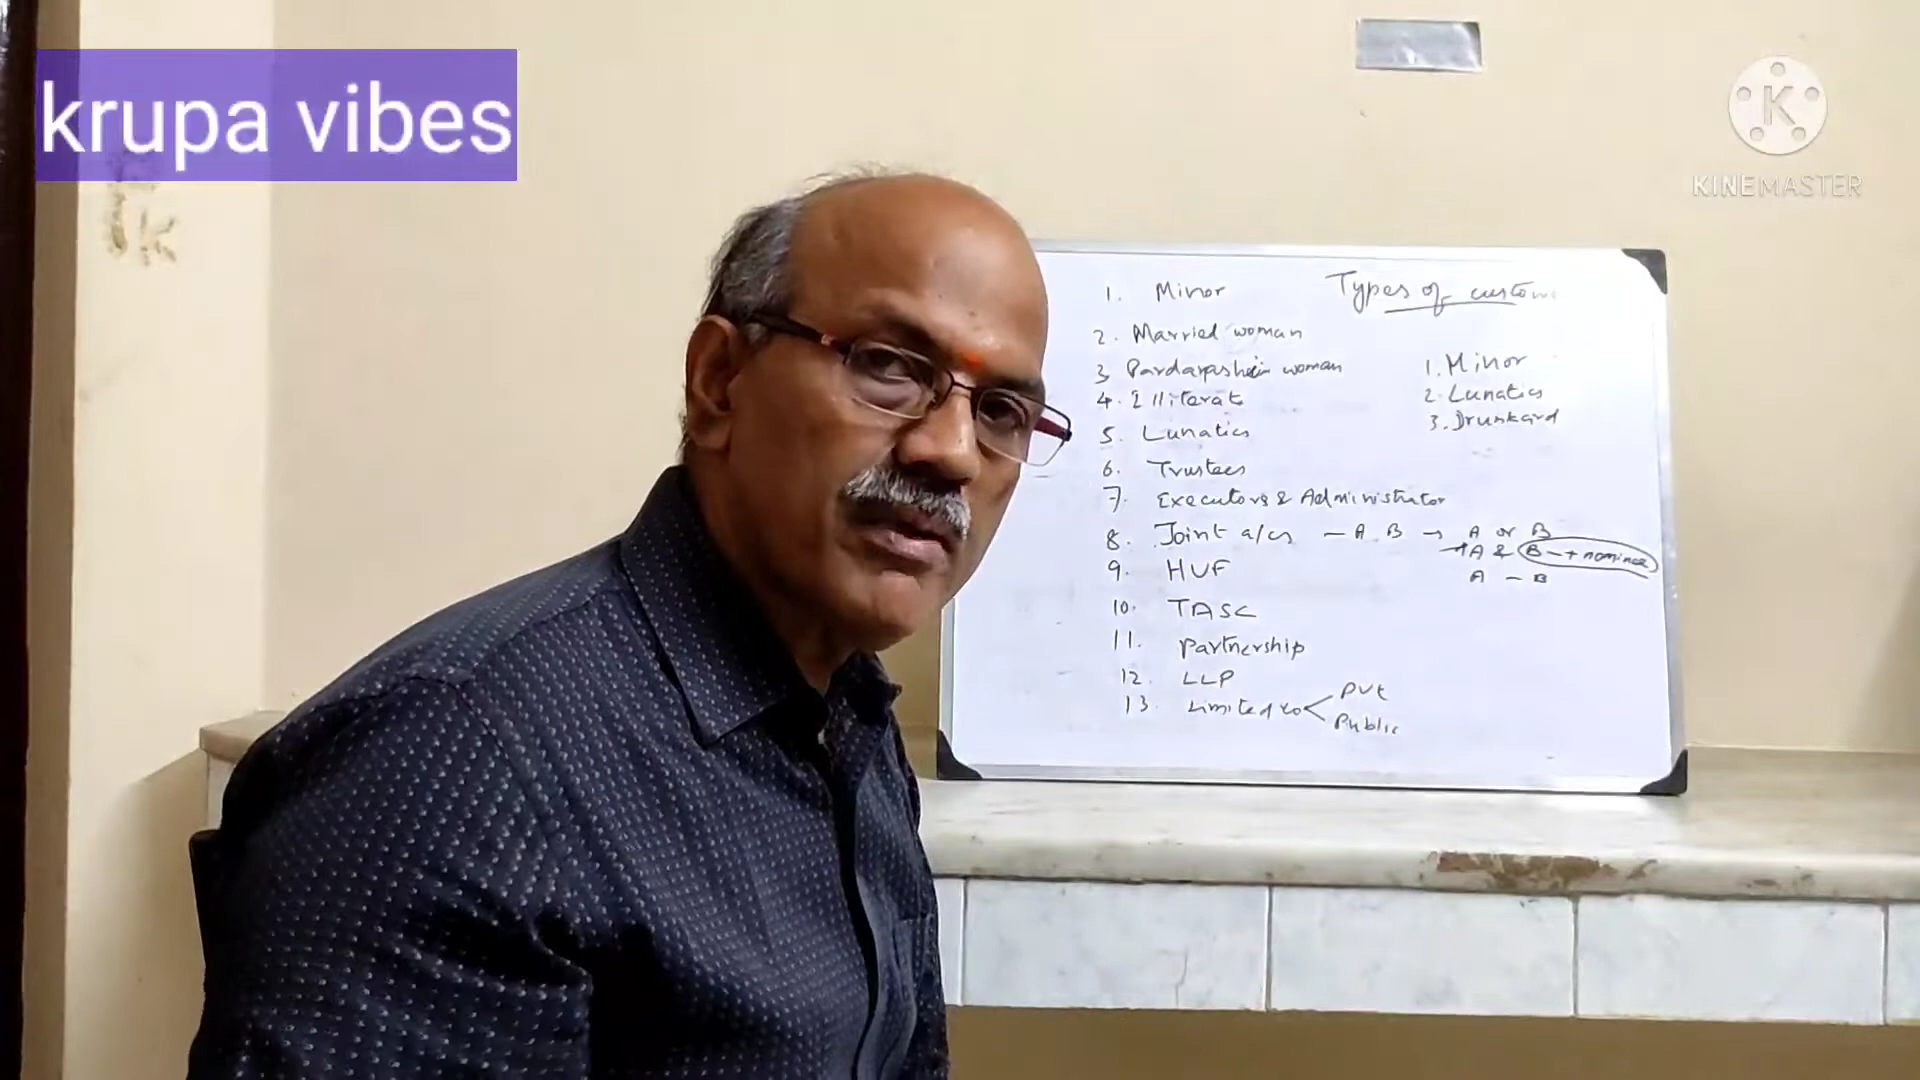 krupa vibes
KINEMASTER
Types of custom
1. Minor
2. Married woman
3 Pardanashin woman
4. Illiterate
5. Lunatics
6. Trustees
7. Executors & Administrator
8. Joint a/cs — A B → A or B
→ A & B — + nominee
A — B
9. HUF
10. TASC
11. Partnership
12. LLP
13. Limited co < Pvt
Public
1. Minor
2. Lunatics
3. Drunkard